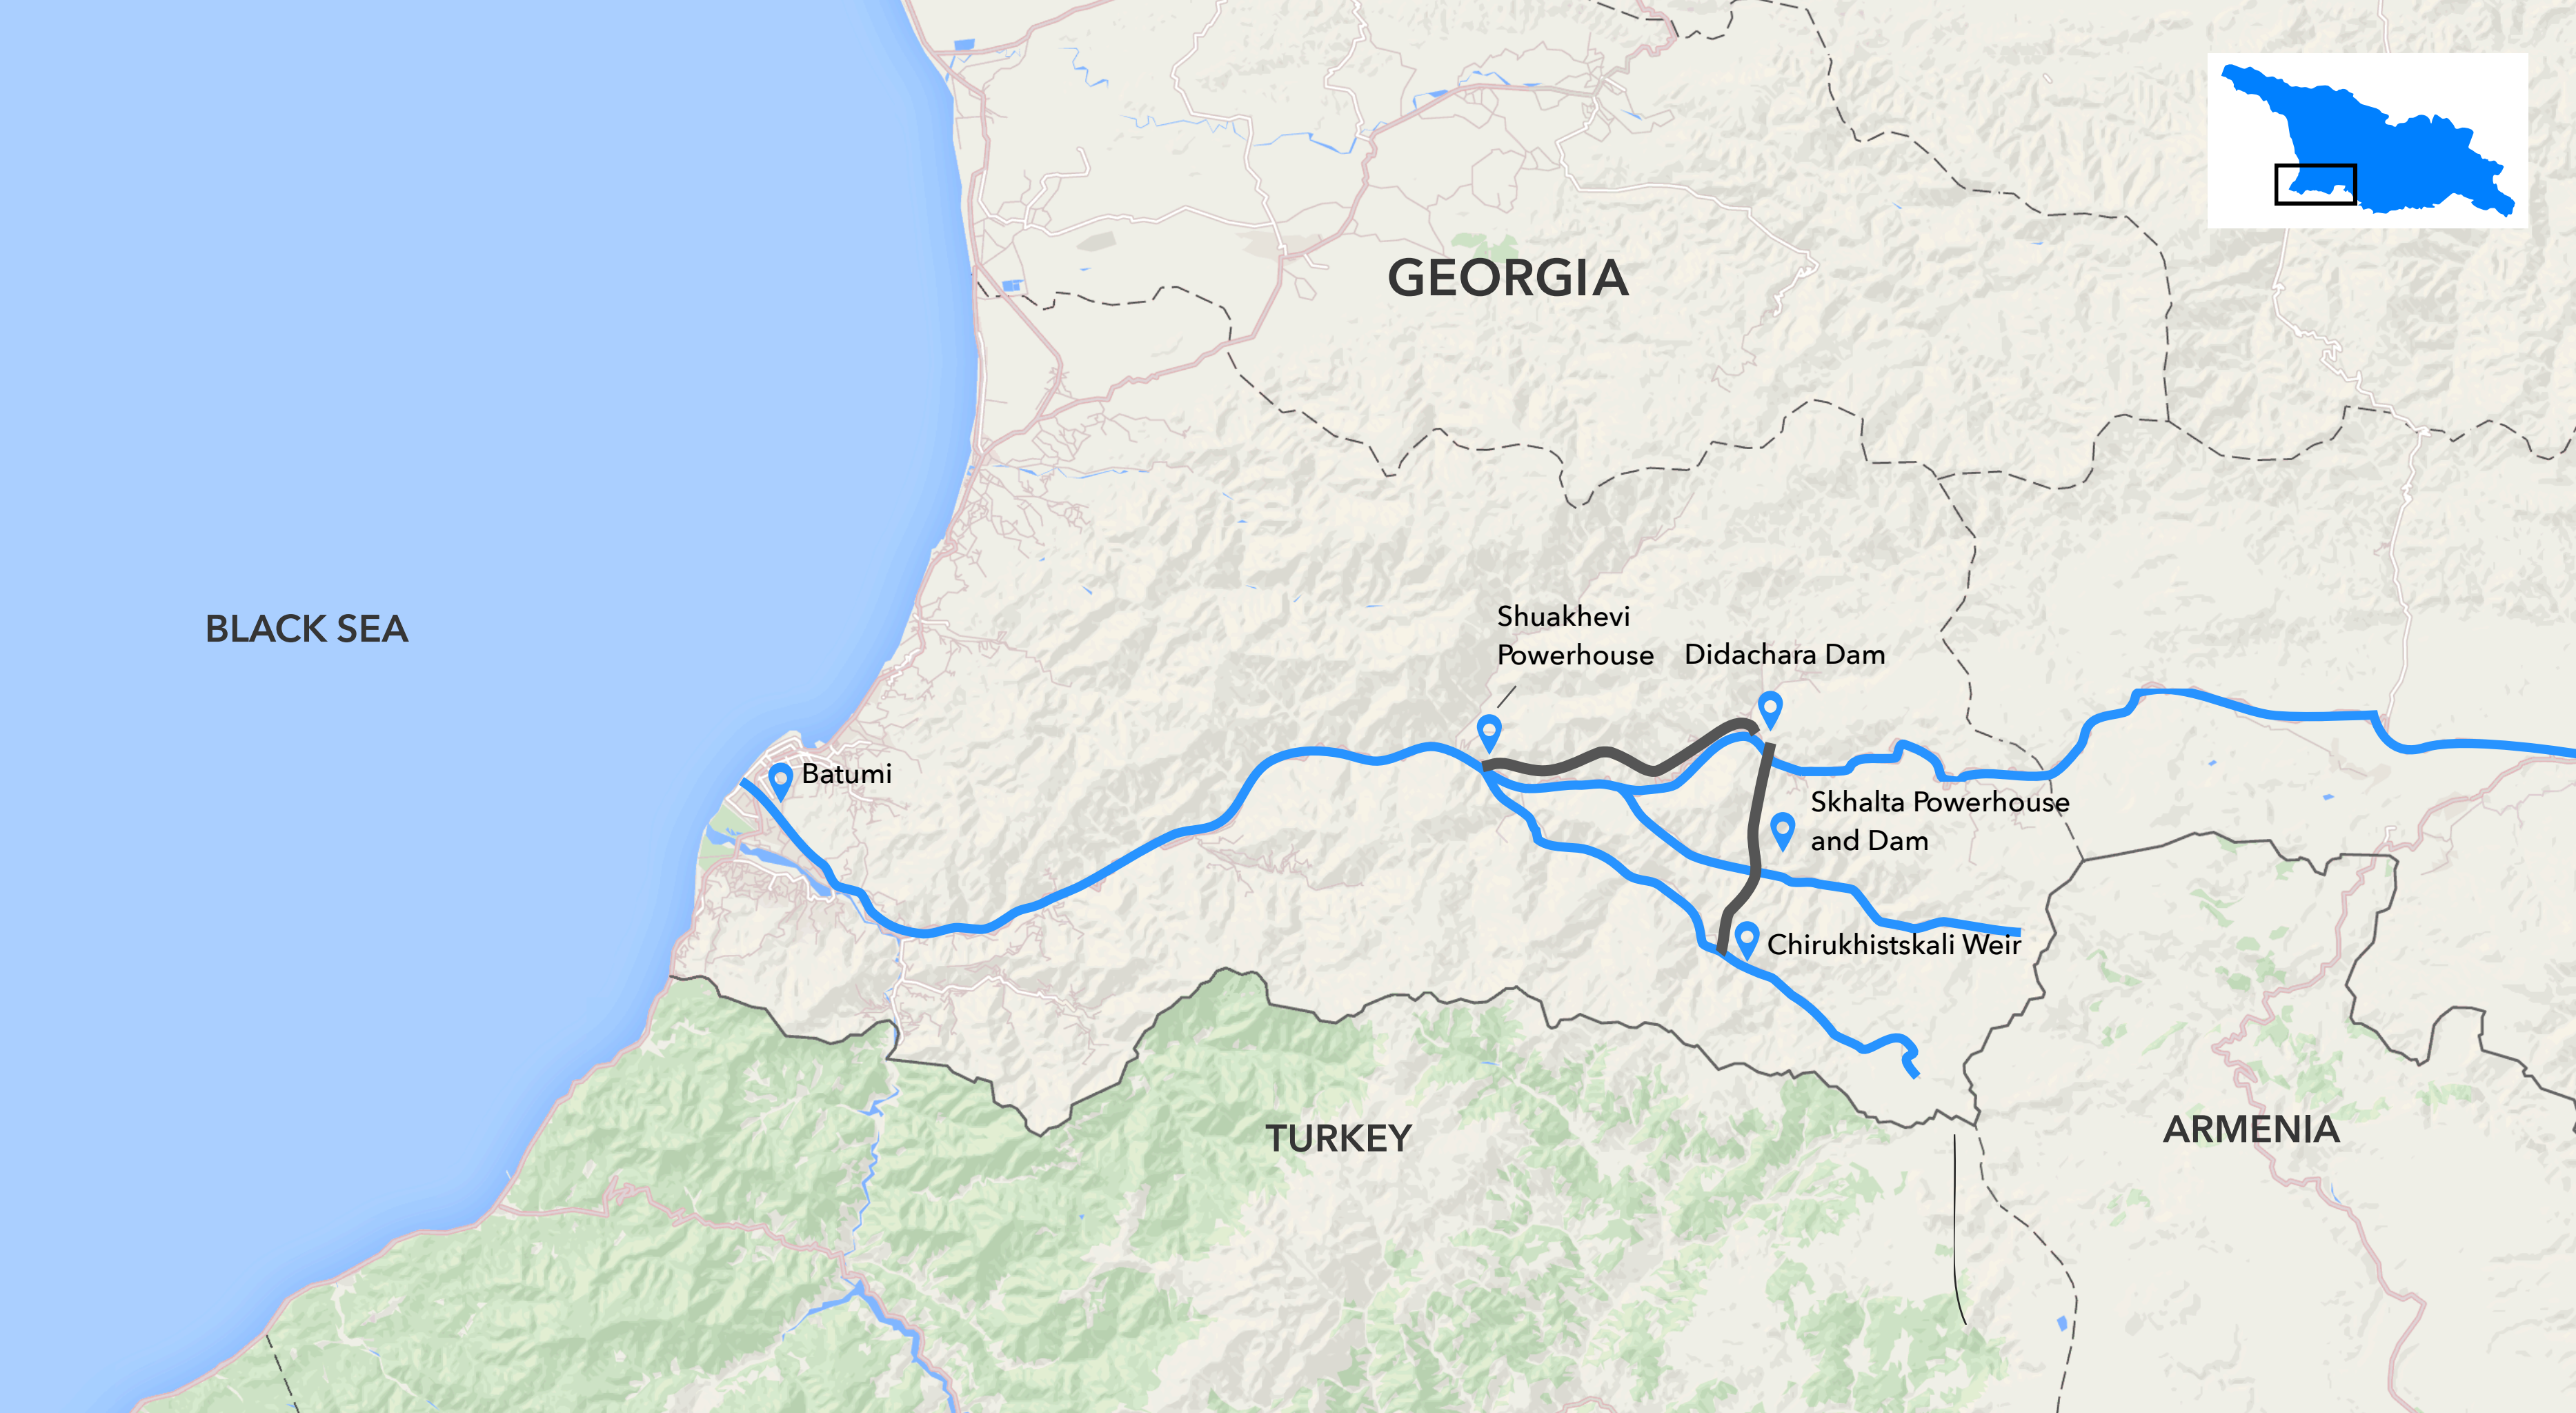 GEORGIA
BLACK SEA
Shuakhevi
Powerhouse
Didachara Dam
Batumi
Skhalta Powerhouse
and Dam
Chirukhistskali Weir
TURKEY
ARMENIA